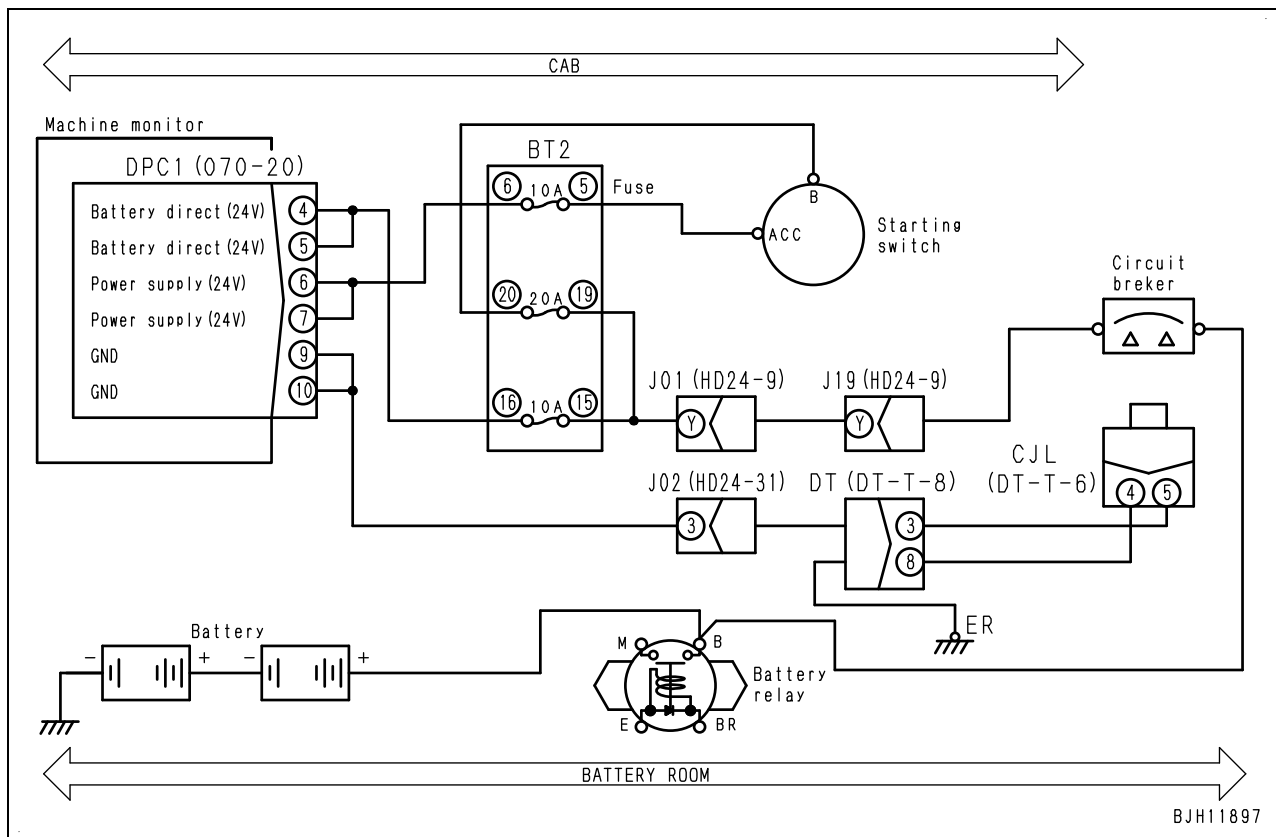 CAB
Machine monitor
DPC1 (070-20)
Battery direct (24V) 4
Battery direct (24V) 5
Power supply (24V) 6
Power supply (24V) 7
GND 9
GND 10
BT2
6 10A 5 Fuse
20 20A 19
16 10A 15
B
ACC
Starting
switch
Circuit
breker
J01 (HD24-9)
Y
J19 (HD24-9)
Y
J02 (HD24-31)
3
DT (DT-T-8)
3
8
CJL
(DT-T-6)
4 5
ER
Battery
- + - +
M B
E BR
Battery
relay
BATTERY ROOM
BJH11897